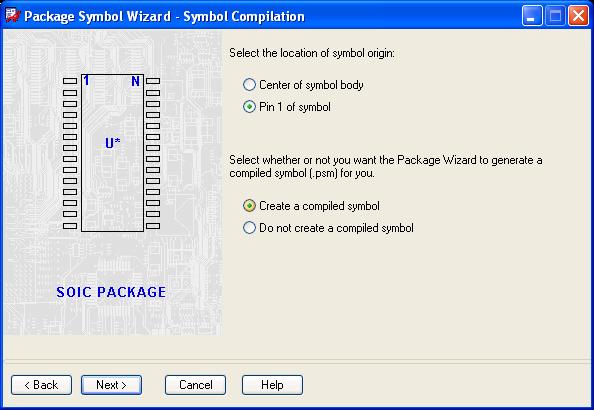 Package Symbol Wizard - Symbol Compilation
Select the location of symbol origin:
Center of symbol body
Pin 1 of symbol
1 N
U*
Select whether or not you want the Package Wizard to generate a
compiled symbol (.psm) for you.
Create a compiled symbol
Do not create a compiled symbol
SOIC PACKAGE
< Back Next > Cancel Help